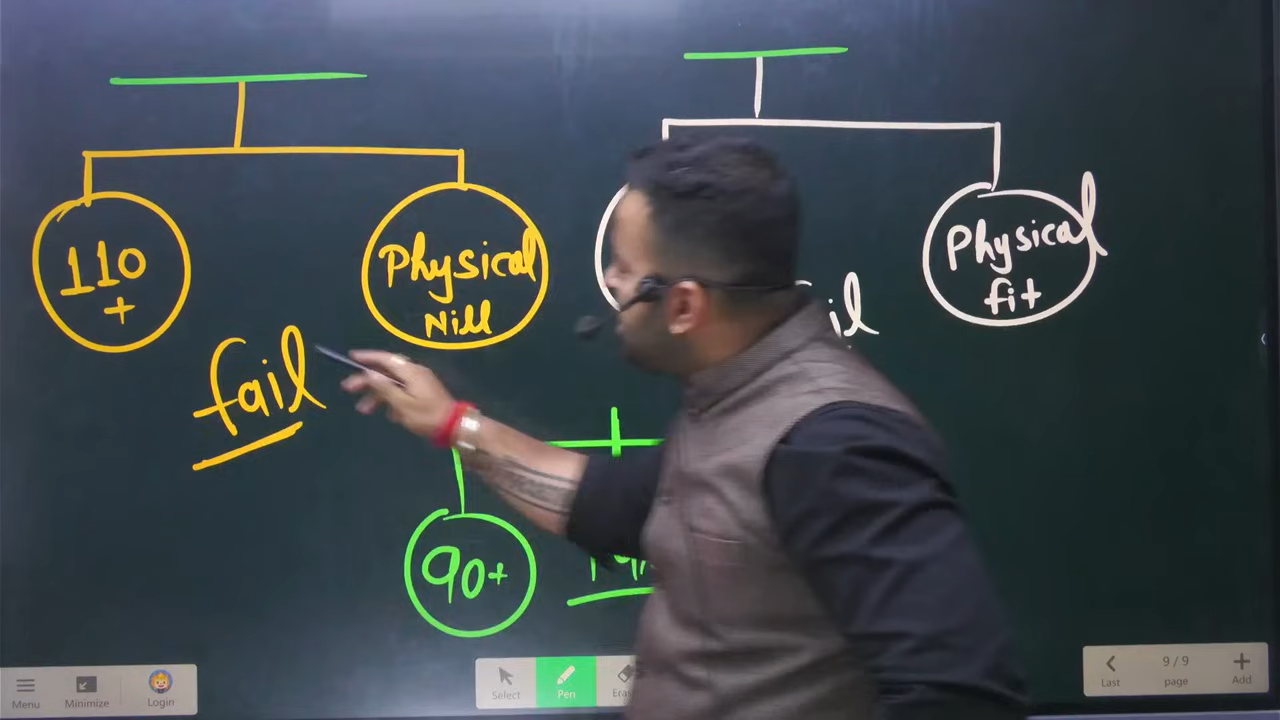 110
+
Physical
Nill
fail
Physical
fit
90+
Menu
Minimize
Login
Select
Pen
9 / 9
Last
page
Add